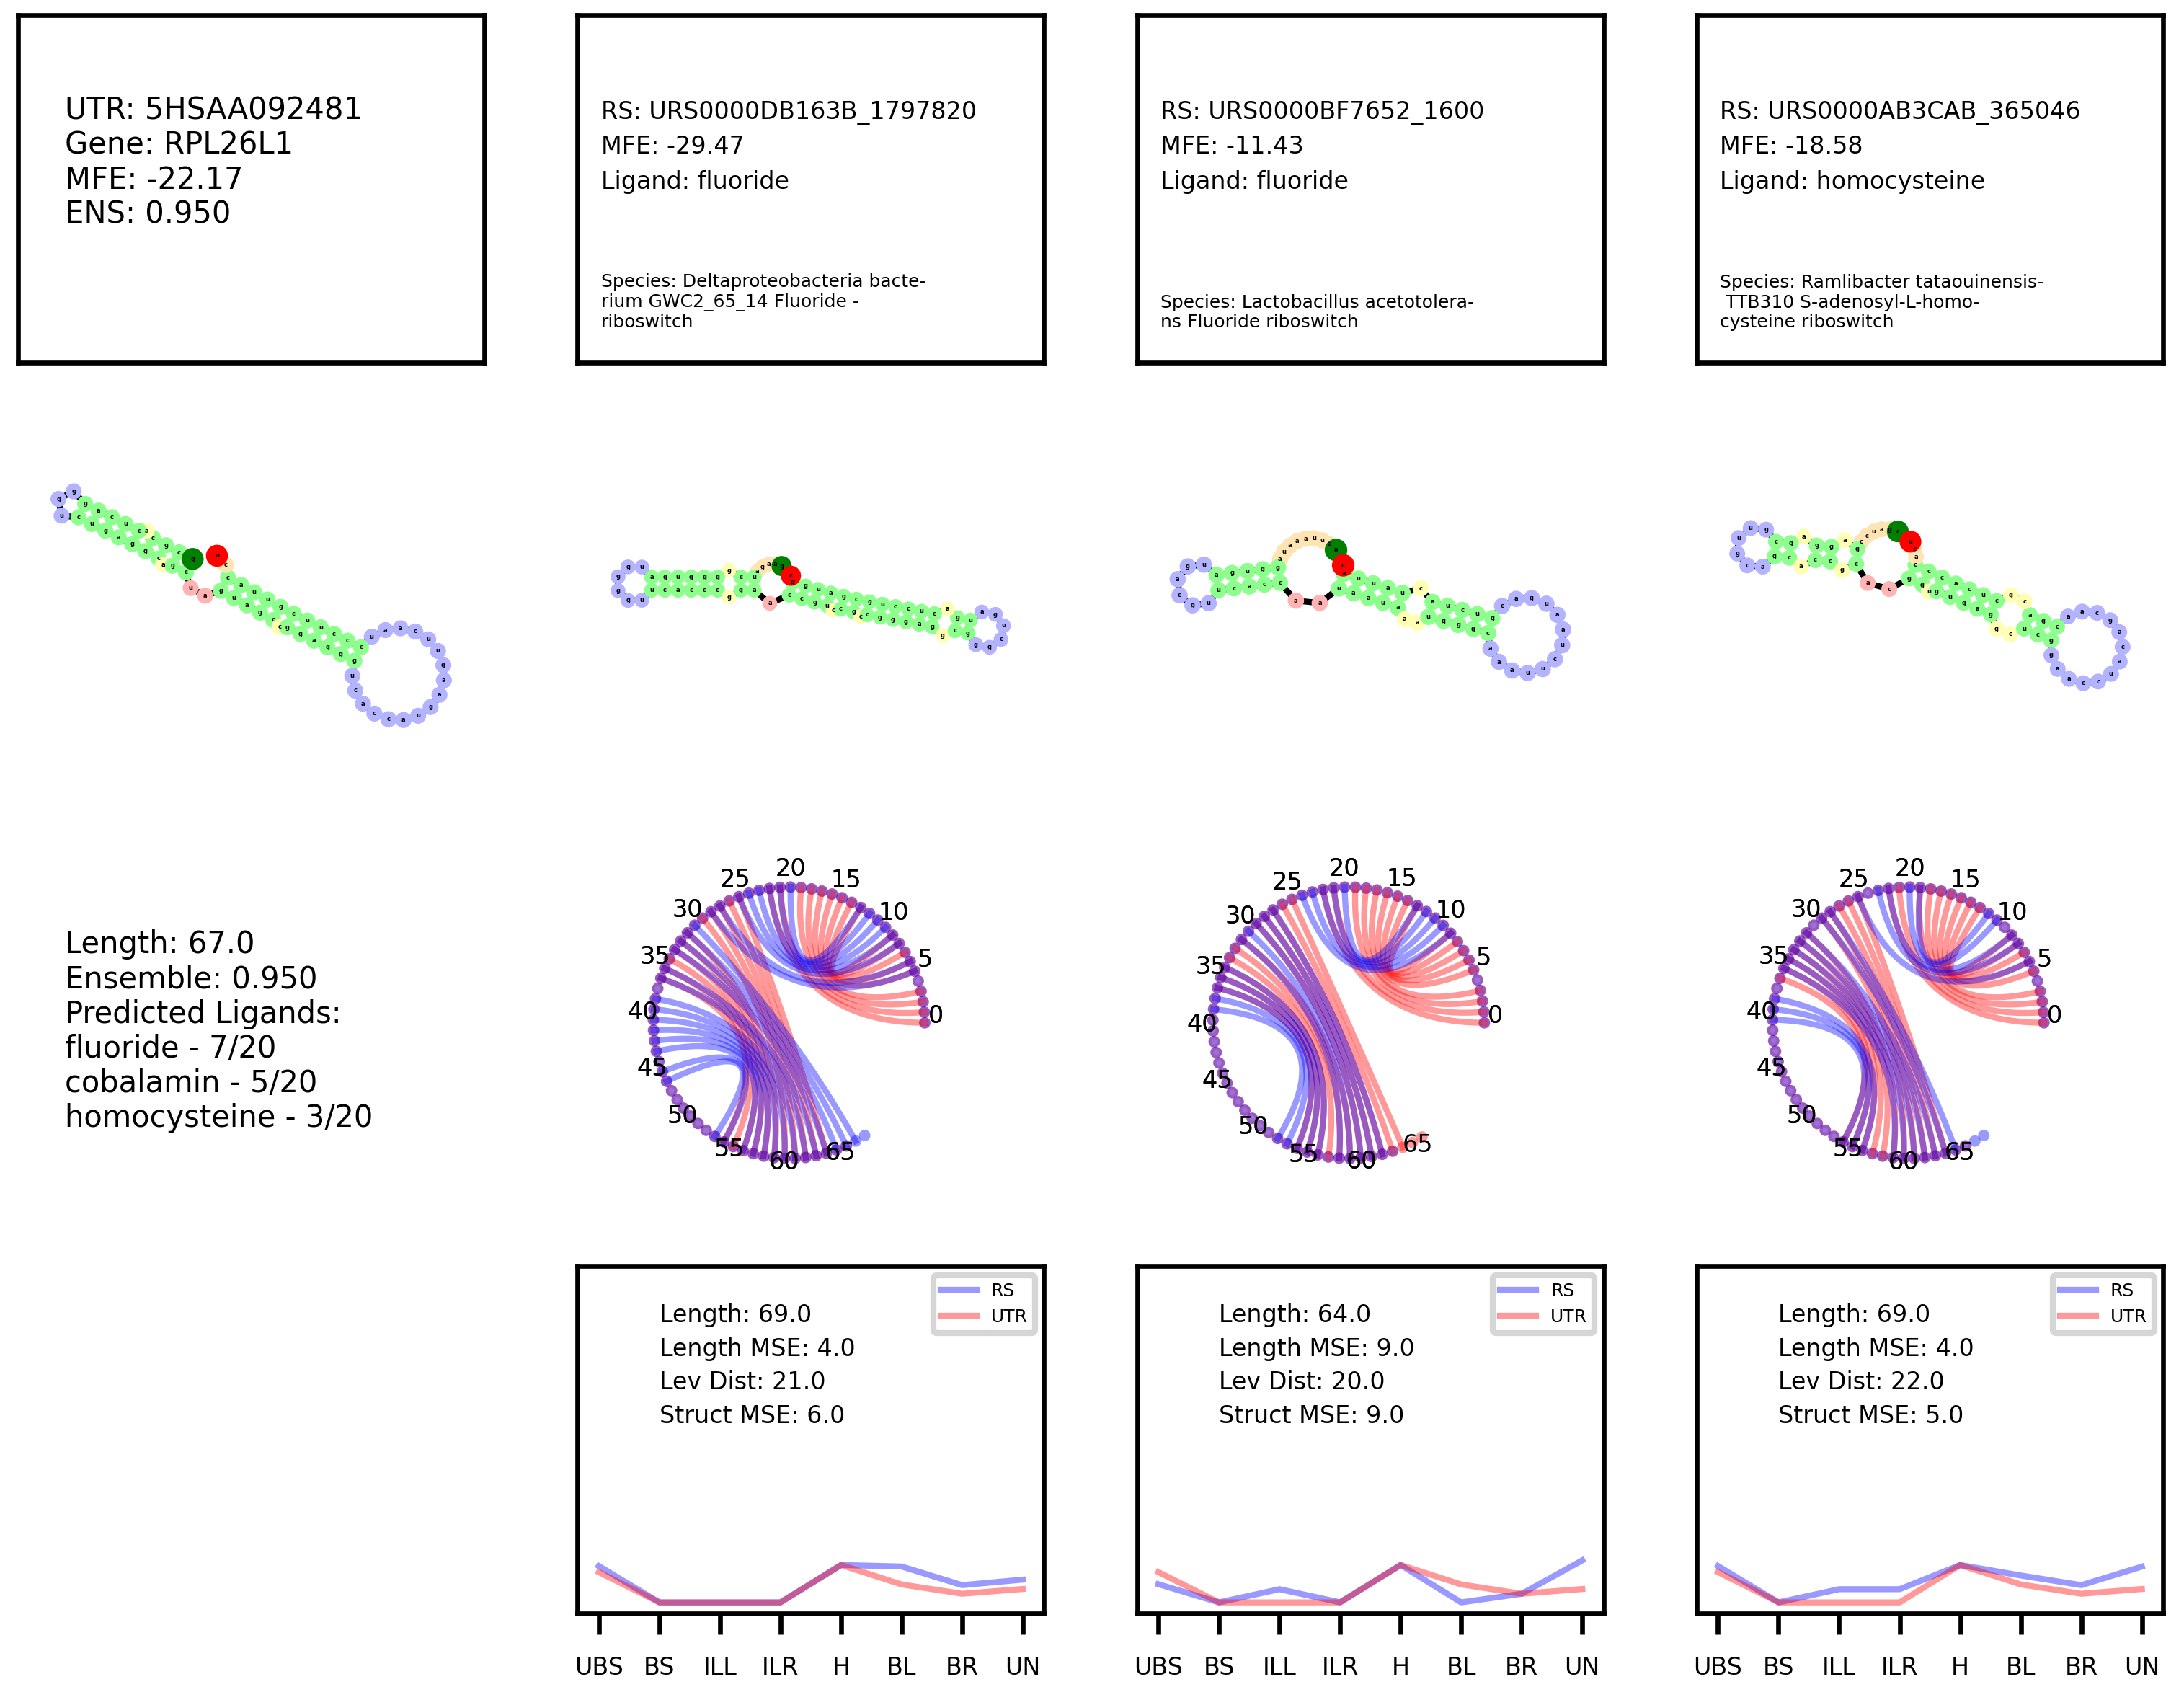 UTR: 5HSAA092481
Gene: RPL26L1
MFE: -22.17
ENS: 0.950
RS: URS0000DB163B_1797820
MFE: -29.47
Ligand: fluoride
Species: Deltaproteobacteria bacte-
rium GWC2_65_14 Fluoride -
riboswitch
RS: URS0000BF7652_1600
MFE: -11.43
Ligand: fluoride
Species: Lactobacillus acetotolera-
ns Fluoride riboswitch
RS: URS0000AB3CAB_365046
MFE: -18.58
Ligand: homocysteine
Species: Ramlibacter tataouinensis-
TTB310 S-adenosyl-L-homo-
cysteine riboswitch
Length: 67.0
Ensemble: 0.950
Predicted Ligands:
fluoride - 7/20
cobalamin - 5/20
homocysteine - 3/20
0
5
10
15
20
25
30
35
40
45
50
55
60
65
0
5
10
15
20
25
30
35
40
45
50
55
60
65
0
5
10
15
20
25
30
35
40
45
50
55
60
65
RS
UTR
Length: 69.0
Length MSE: 4.0
Lev Dist: 21.0
Struct MSE: 6.0
UBS BS ILL ILR H BL BR UN
RS
UTR
Length: 64.0
Length MSE: 9.0
Lev Dist: 20.0
Struct MSE: 9.0
UBS BS ILL ILR H BL BR UN
RS
UTR
Length: 69.0
Length MSE: 4.0
Lev Dist: 22.0
Struct MSE: 5.0
UBS BS ILL ILR H BL BR UN